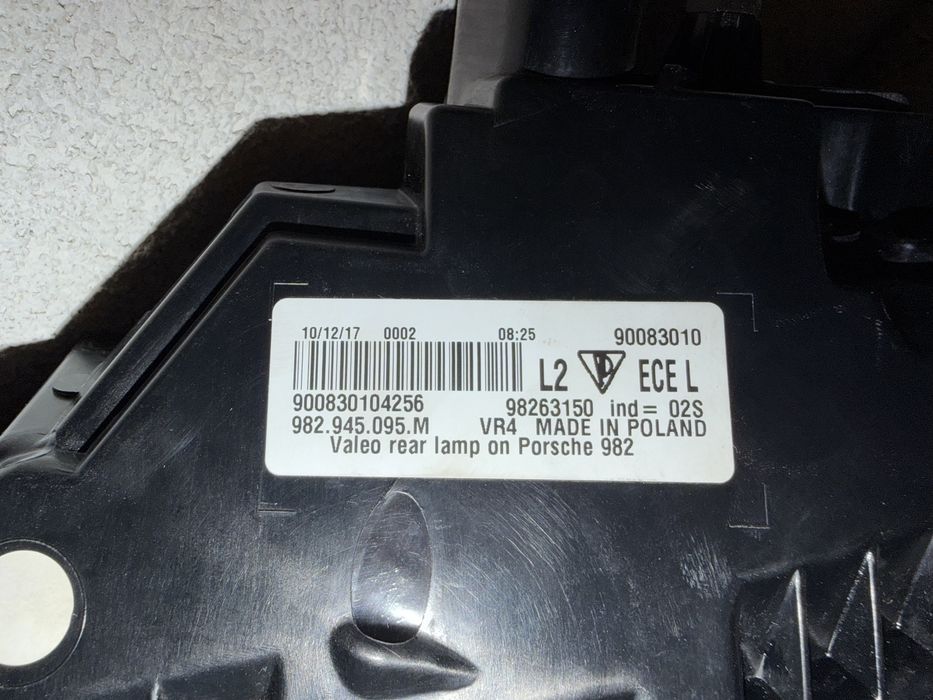 10/12/17 0002 08:25 90083010
L2 ECE L
900830104256 98263150 ind= 02S
982.945.095.M VR4 MADE IN POLAND
Valeo rear lamp on Porsche 982